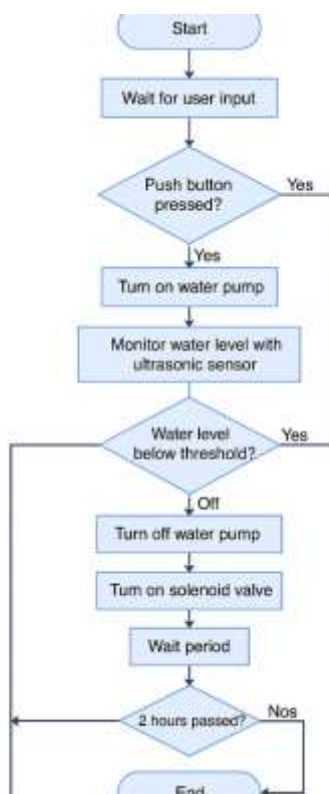 Start
Wait for user input
Push button
pressed?
Yes
Yes
Turn on water pump
Monitor water level with
ultrasonic sensor
Water level
below threshold?
Yes
Off
Turn off water pump
Turn on solenoid valve
Wait period
2 hours passed?
Nos
End